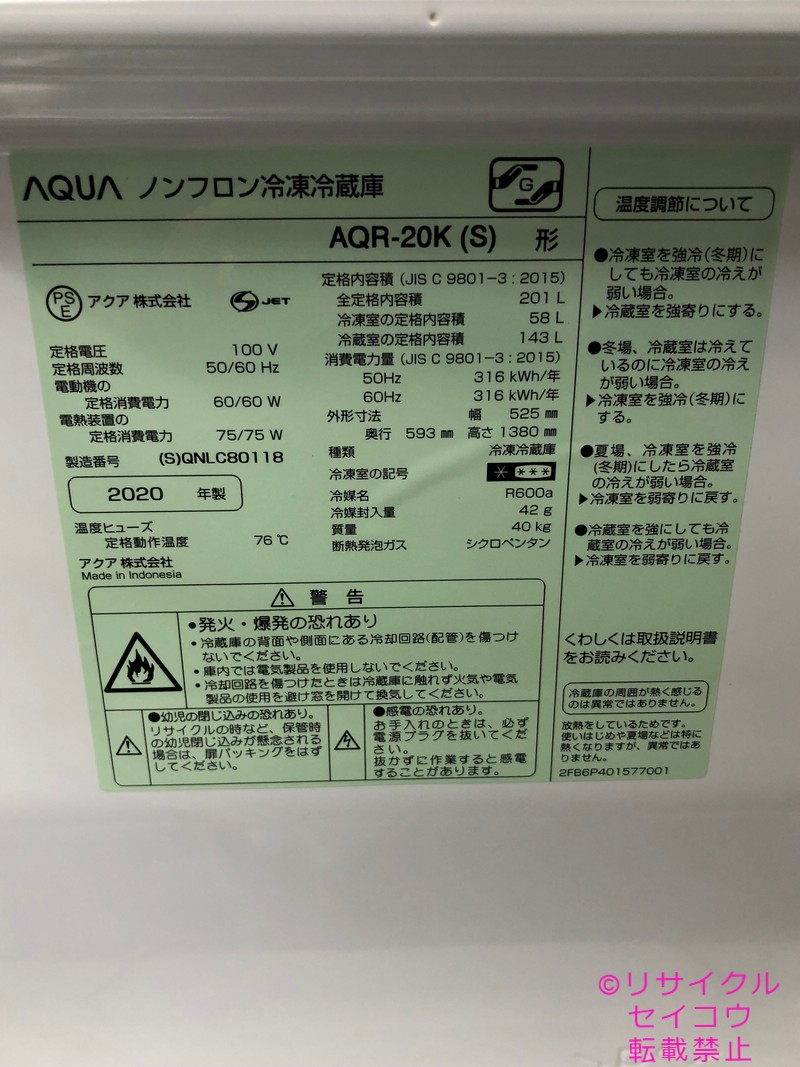 AQUA ノンフロン冷凍冷蔵庫
G
AQR-20K (S) 形
PS
E
アクア 株式会社
S JET
定格電圧 100 V
定格周波数 50/60 Hz
電動機の
定格消費電力 60/60 W
電熱装置の
定格消費電力 75/75 W
製造番号 (S)QNLC80118
2020 年製
温度ヒューズ
定格動作温度 76 ℃
アクア 株式会社
Made in Indonesia
定格内容積 (JIS C 9801-3 : 2015)
全定格内容積 201 L
冷凍室の定格内容積 58 L
冷蔵室の定格内容積 143 L
消費電力量 (JIS C 9801-3 : 2015)
50Hz 316 kWh/年
60Hz 316 kWh/年
外形寸法 幅 525 ㎜
奥行 593 ㎜ 高さ 1380 ㎜
種類 冷凍冷蔵庫
冷凍室の記号 * ***
冷媒名 R600a
冷媒封入量 42 g
質量 40 kg
断熱発泡ガス シクロペンタン
⚠ 警 告
●発火・爆発の恐れあり
・冷蔵庫の背面や側面にある冷却回路(配管)を傷つけ
ないでください。
・庫内では電気製品を使用しないでください。
・冷却回路を傷つけたときは冷蔵庫に触れず火気や電気
製品の使用を避け窓を開けて換気してください。
●幼児の閉じ込みの恐れあり。
リサイクルの時など、保管時
の幼児閉じ込みが懸念される
場合は、扉パッキングをはず
してください。
●感電の恐れあり。
お手入れのときは、必ず
電源プラグを抜いてくだ
さい。
抜かずに作業すると感電
することがあります。
温度調節について
●冷凍室を強冷(冬期)に
しても冷凍室の冷えが
弱い場合。
▶冷蔵室を強寄りにする。
●冬場、冷蔵室は冷えて
いるのに冷凍室の冷え
が弱い場合。
▶冷凍室を強冷(冬期)に
する。
●夏場、冷凍室を強冷
(冬期)にしたら冷蔵室
の冷えが弱い場合。
▶冷凍室を弱寄りに戻す。
●冷蔵室を強にしても冷
蔵室の冷えが弱い場合。
▶冷凍室を弱寄りに戻す。
くわしくは取扱説明書
をお読みください。
冷蔵庫の周囲が熱く感じる
のは異常ではありません。
放熱をしているためです。
使いはじめや夏場などは特に
熱くなりますが、異常ではあ
りません。
2FB6P401577001
©リサイクル
セイコウ
転載禁止